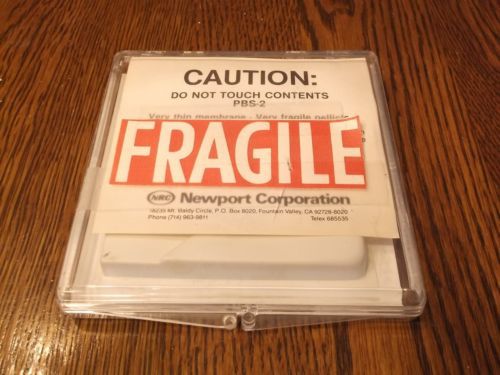 CAUTION:
DO NOT TOUCH CONTENTS
PBS-2
Very thin membrane - Very fragile pellicle
FRAGILE
NRC Newport Corporation
Mt. Baldy Circle, P.O. Box 8020, Fountain Valley, CA 92728-8020
Phone (714) 963-9811 Telex 685535